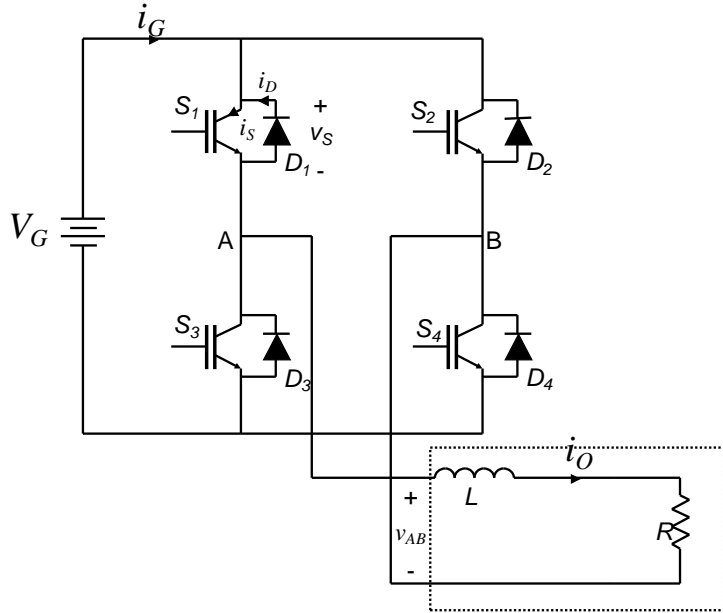 i_G
i_D
S_1
i_S
+
v_S
-
D_1
S_2
D_2
V_G
A
B
S_3
D_3
S_4
D_4
i_O
+
L
v_AB
R
-